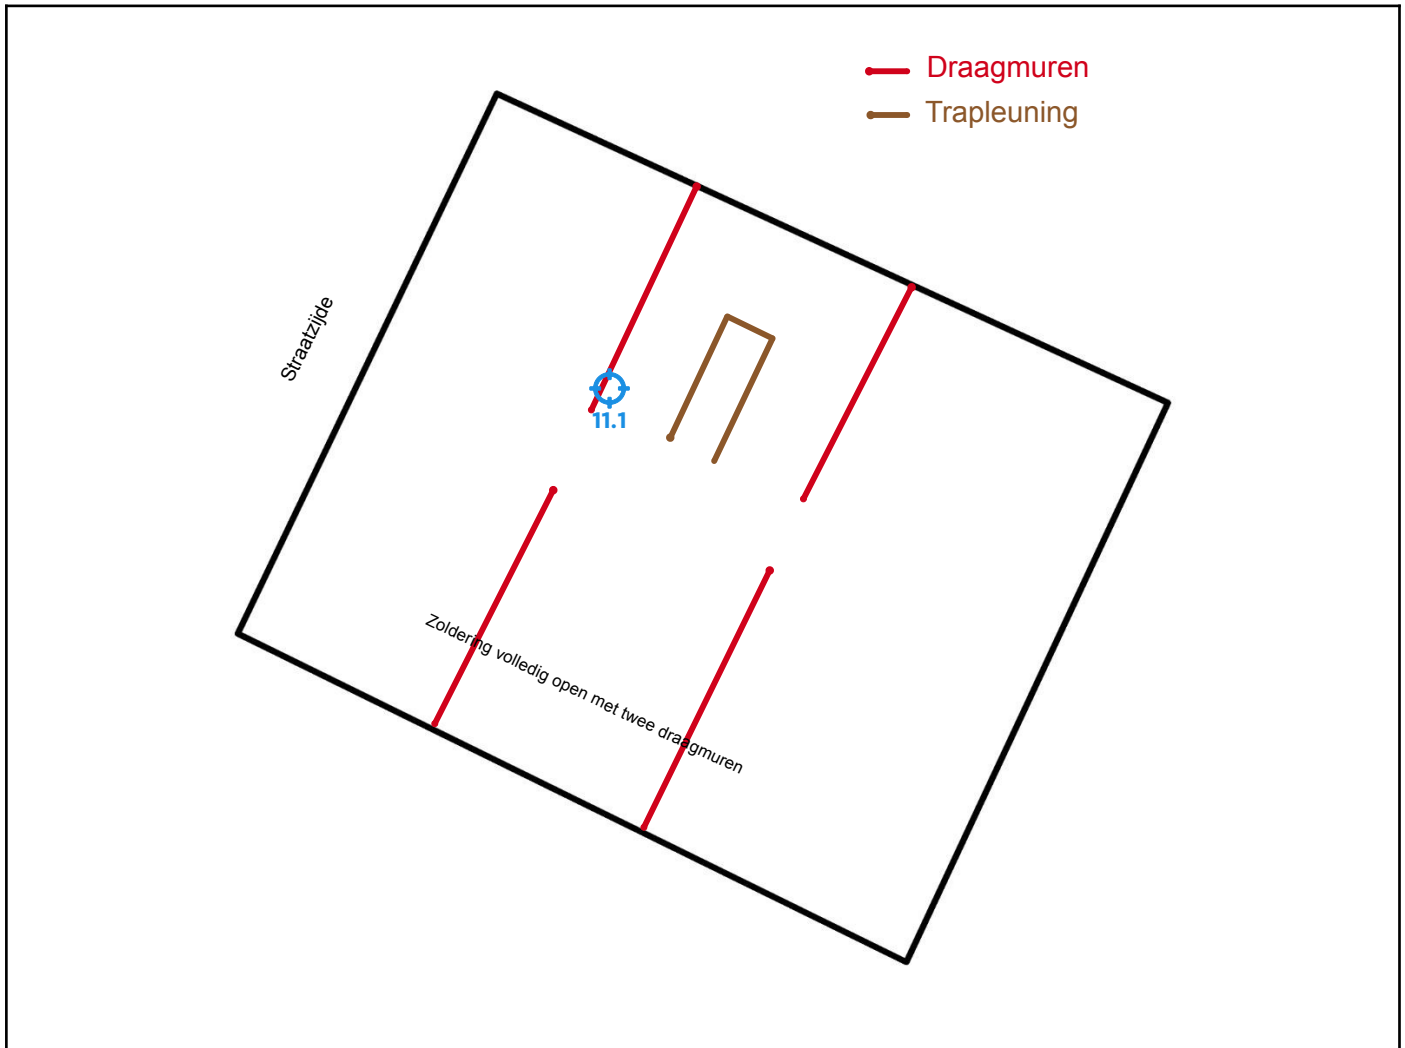 Draagmuren
Trapleuning
Straatzijde
11.1
Zoldering volledig open met twee draagmuren